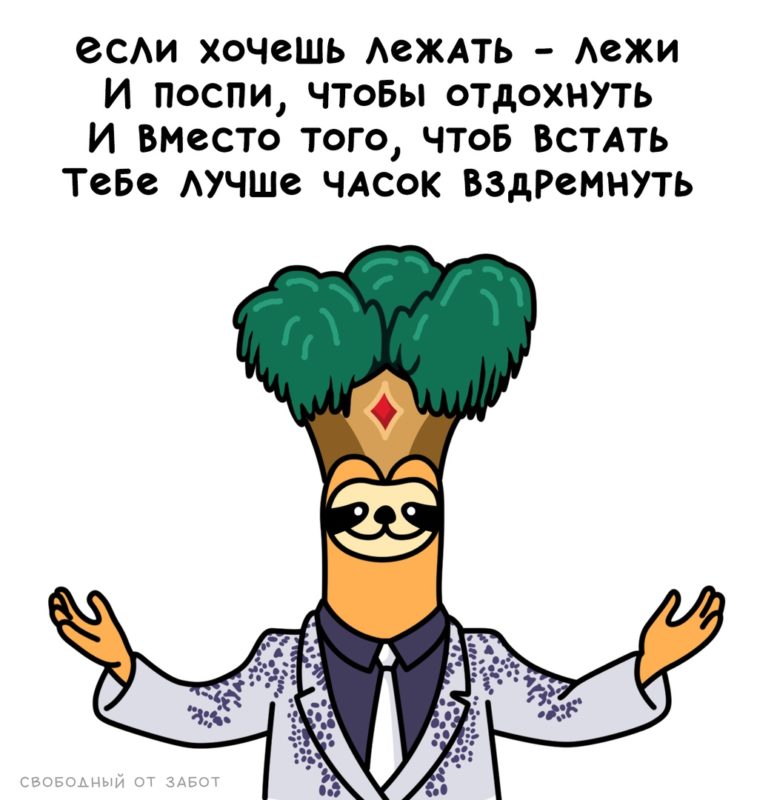 если хочешь лежать - лежи
И поспи, чтобы отдохнуть
И вместо того, чтоб встать
Тебе лучше часок вздремнуть
СВОБОДНЫЙ ОТ ЗАБОТ